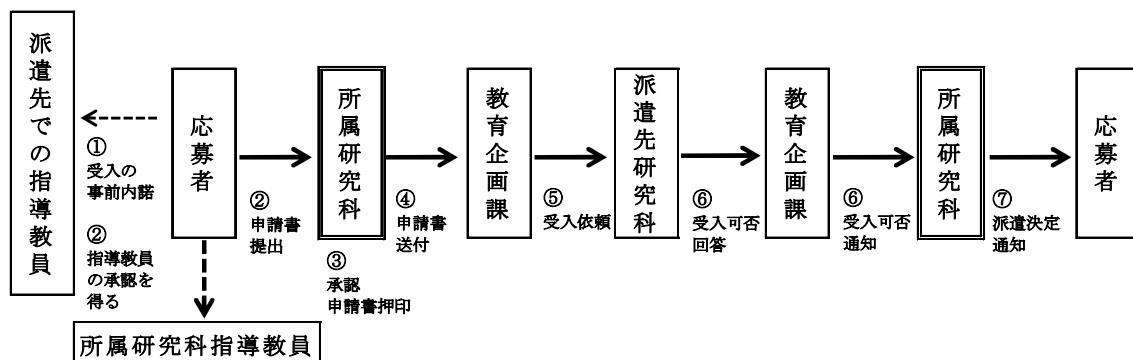 派遣先での指導教員
①
受入の
事前内諾
②
指導教員
の承認を
得る
応募者
所属研究科指導教員
②
申請書
提出
所属研究科
③
承認
申請書押印
④
申請書
送付
教育企画課
⑤
受入依頼
派遣先研究科
⑥
受入可否
回答
教育企画課
⑥
受入可否
通知
所属研究科
⑦
派遣決定
通知
応募者